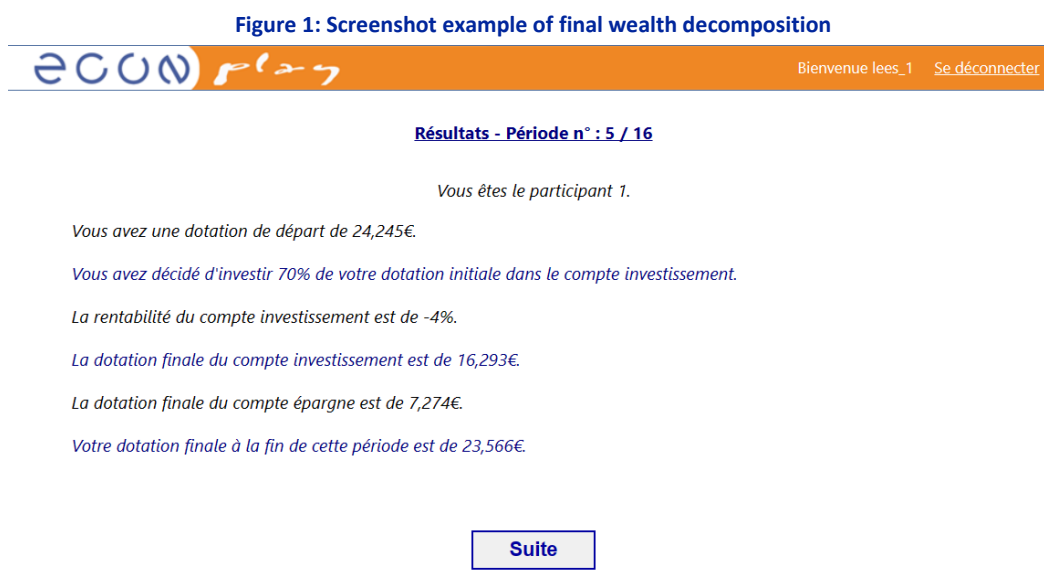 Figure 1: Screenshot example of final wealth decomposition
econ play
Bienvenue lees_1 Se déconnecter
Résultats - Période n° : 5 / 16
Vous êtes le participant 1.
Vous avez une dotation de départ de 24,245€.
Vous avez décidé d'investir 70% de votre dotation initiale dans le compte investissement.
La rentabilité du compte investissement est de -4%.
La dotation finale du compte investissement est de 16,293€.
La dotation finale du compte épargne est de 7,274€.
Votre dotation finale à la fin de cette période est de 23,566€.
Suite